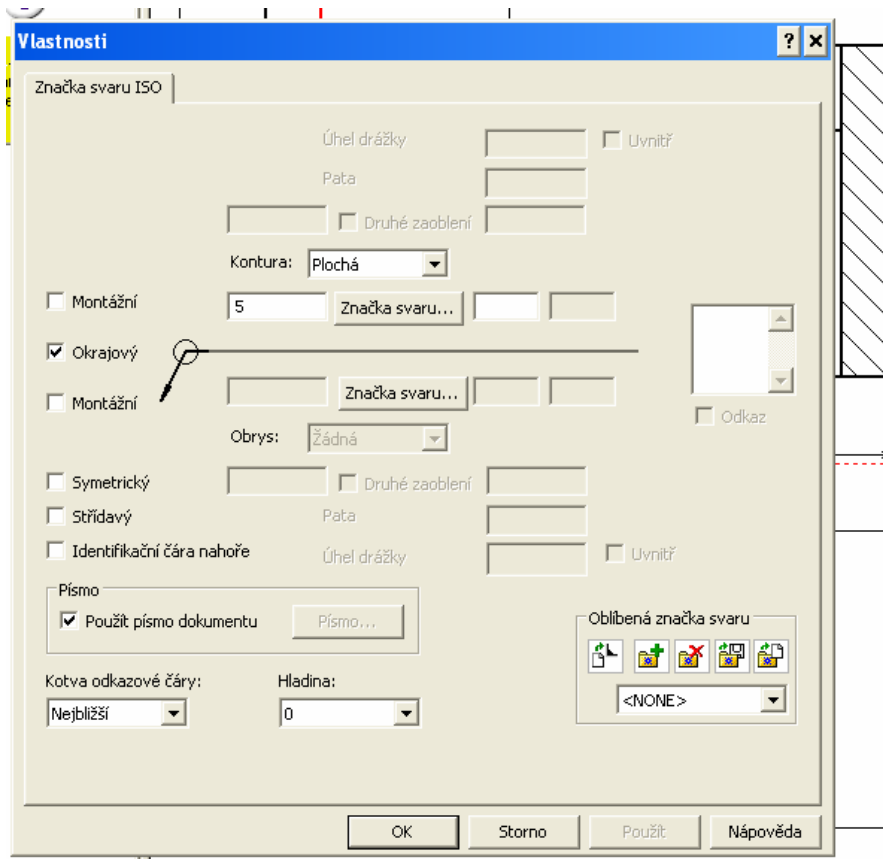 Vlastnosti
Značka svaru ISO
Úhel drážky
Uvnitř
Pata
Druhé zaoblení
Kontura:
Plochá
Montážní
5
Značka svaru...
Okrajový
Montážní
Značka svaru...
Odkaz
Obrys:
Žádná
Symetrický
Druhé zaoblení
Střídavý
Pata
Identifikační čára nahoře
Úhel drážky
Uvnitř
Písmo
Použít písmo dokumentu
Písmo...
Oblíbená značka svaru
<NONE>
Kotva odkazové čáry:
Hladina:
Nejbližší
0
OK
Storno
Použít
Nápověda